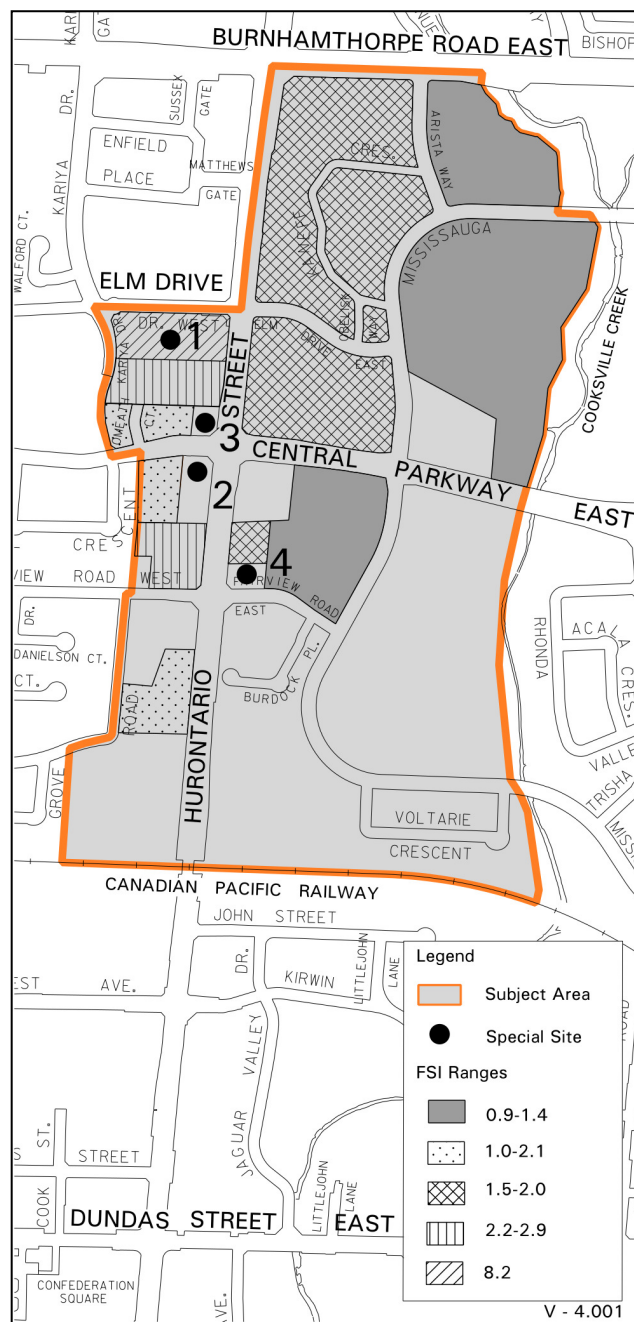 KARI
GA
AVENUE
BISHOP
BURNHAMTHORPE ROAD EAST
KARIYA DR.
SUSSEX
GATE
ENFIELD
PLACE
MATTHEWS
GATE
CRES.
KANEFF
ARISTA WAY
MISSISSAUGA
WALFORD CT.
ELM DRIVE
DR. WEST
ELM
DRIVE
EAST
OBELISK
WAY
COOKSVILLE CREEK
1
KARIYA DR.
STREET
OMEATH
CT.
3
CENTRAL PARKWAY
EAST
2
CRESCENT
4
VIEW ROAD WEST
FAIRVIEW ROAD
EAST
DR.
DANIELSON CT.
CT.
RHONDA
ACACIA
CRES.
VALLEY
TRISHA
MISSI
BURDOCK PL.
HURONTARIO
ROAD
GROVE
VOLTARIE
CRESCENT
CANADIAN PACIFIC RAILWAY
JOHN STREET
EST AVE.
DR.
KIRWIN
LITTLEJOHN
LANE
ROAD
JAGUAR VALLEY
ST.
S STREET
COOK
LITTLEJOHN
LANE
DUNDAS STREET EAST
CONFEDERATION
SQUARE
AVE.
Legend
Subject Area
Special Site
FSI Ranges
0.9-1.4
1.0-2.1
1.5-2.0
2.2-2.9
8.2
V - 4.001